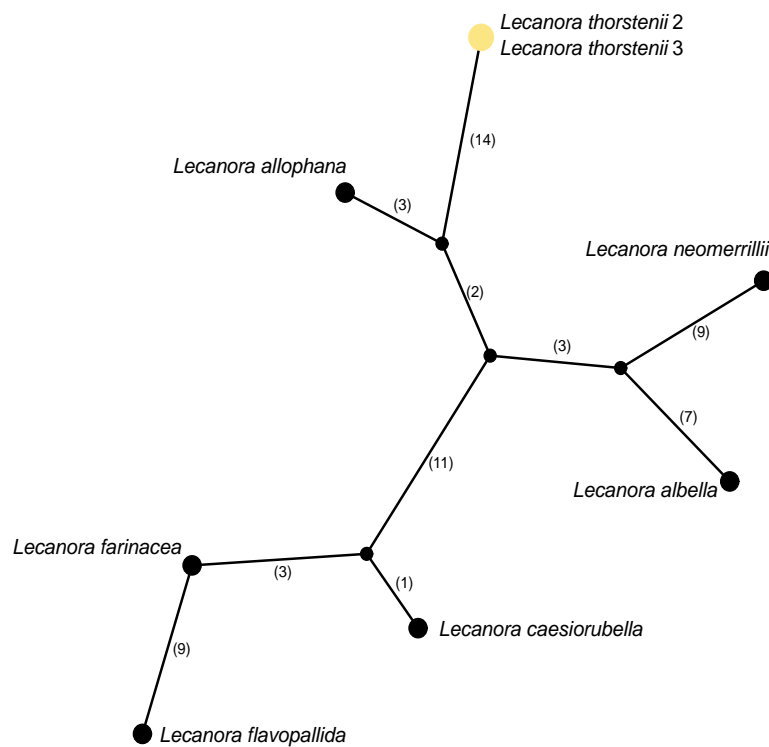 Lecanora thorstenii 2
Lecanora thorstenii 3
(14)
Lecanora allophana
(3)
Lecanora neomerrillii
(2)
(3)
(9)
(7)
(11)
Lecanora albella
Lecanora farinacea
(3)
(1)
Lecanora caesiorubella
(9)
Lecanora flavopallida